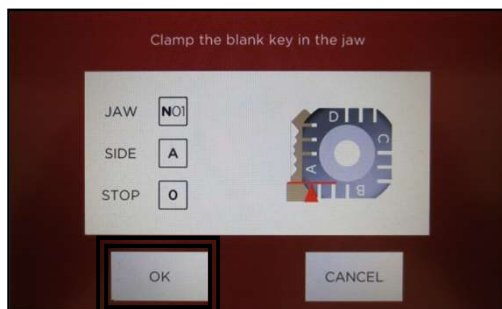 Clamp the blank key in the jaw
JAW N01
SIDE A
STOP 0
D
C
A
B
OK
CANCEL